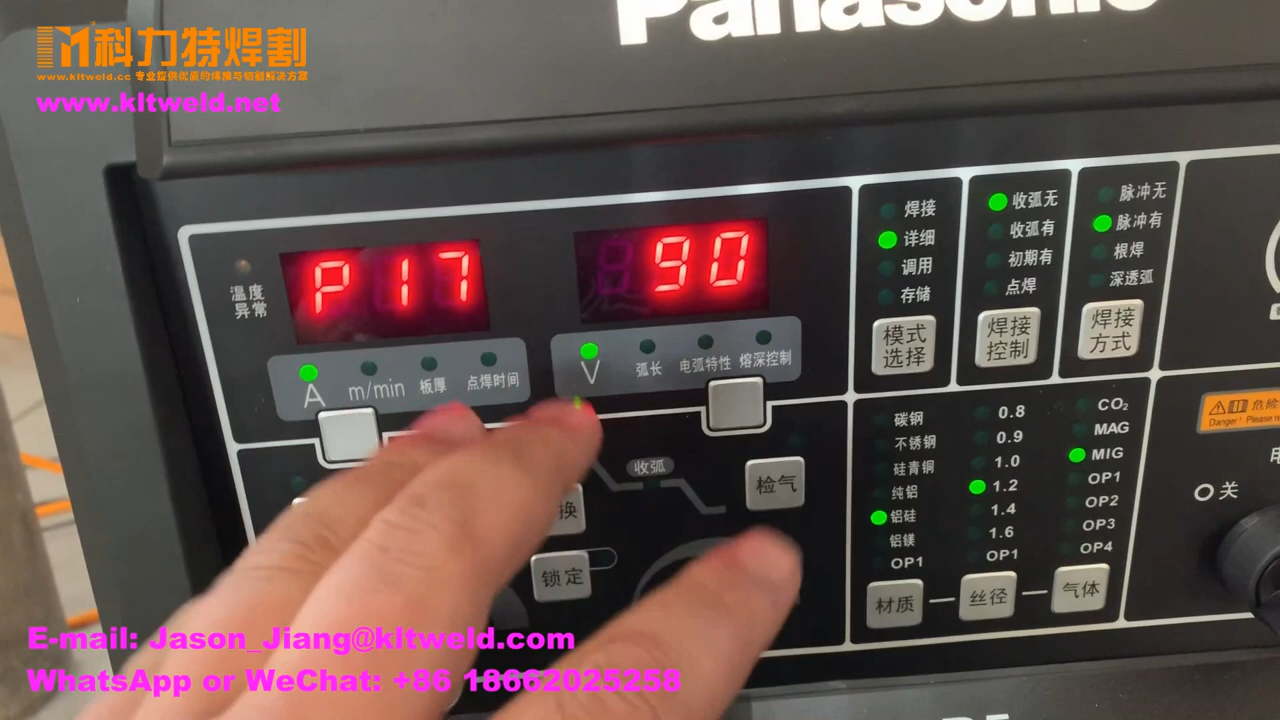 Panasonic
科力特焊割
www.kltweld.cc 专业提供优质的焊接与切割解决方案
www.kltweld.net
温度
异常
P17
90
A
m/min
板厚
点焊时间
V
弧长
电弧特性
熔深控制
焊接
详细
调用
存储
模式
选择
收弧无
收弧有
初期有
点焊
焊接
控制
脉冲无
脉冲有
根焊
深透弧
焊接
方式
收弧
检气
换
锁定
碳钢
不锈钢
硅青铜
纯铝
铝硅
铝镁
OP1
材质
0.8
0.9
1.0
1.2
1.4
1.6
OP1
丝径
CO₂
MAG
MIG
OP1
OP2
OP3
OP4
气体
危险
Danger! Please
关
E-mail: Jason_Jiang@kltweld.com
WhatsApp or WeChat: +86 18662025258